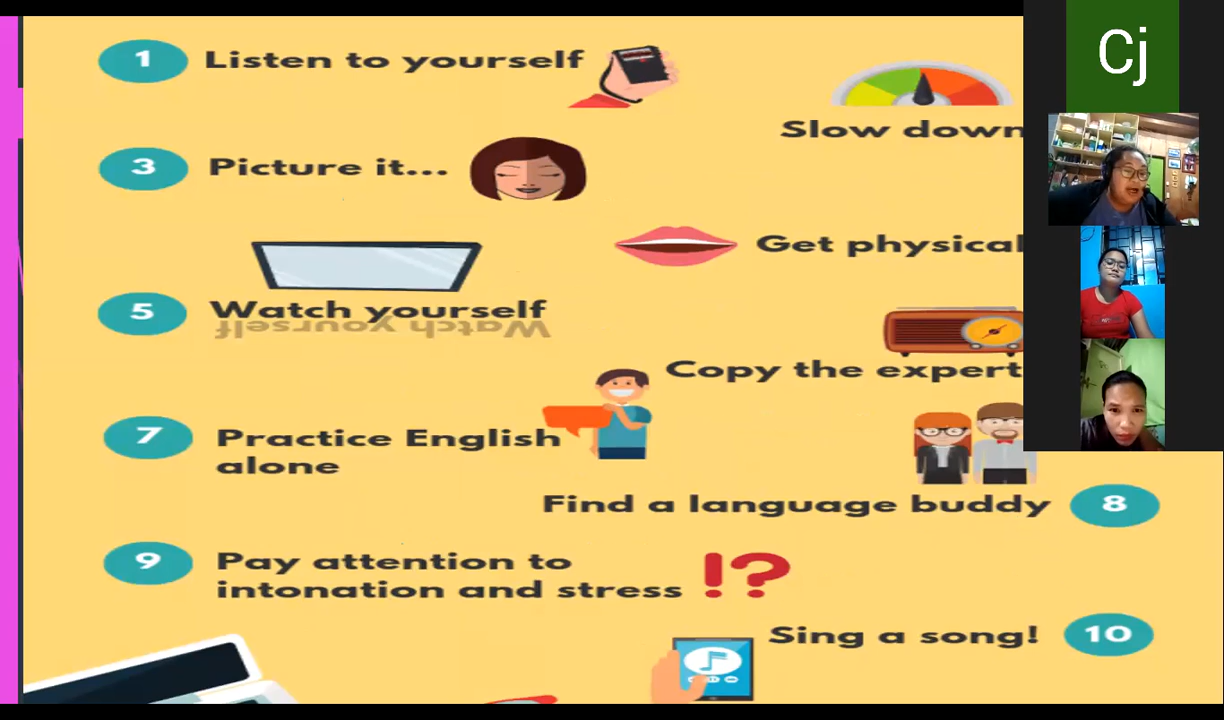 1 Listen to yourself
Cj
Slow down
3 Picture it...
Get physical
5 Watch yourself
Watch yourself
Copy the expert
7 Practice English
alone
Find a language buddy 8
9 Pay attention to
intonation and stress !?
Sing a song! 10